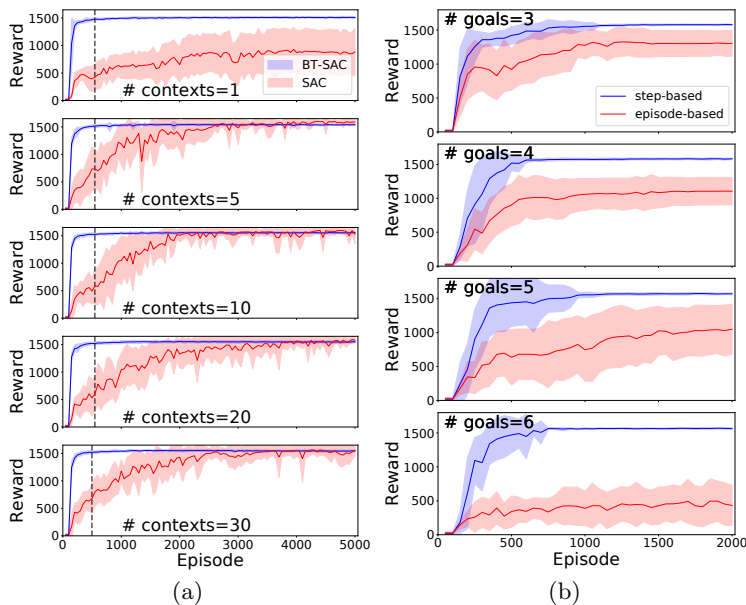 1500
1000
500
0
Reward
BT-SAC
SAC
# contexts=1
1500
1000
500
0
Reward
# contexts=5
1500
1000
500
0
Reward
# contexts=10
1500
1000
500
0
Reward
# contexts=20
1500
1000
500
0
Reward
# contexts=30
0 1000 2000 3000 4000 5000
Episode
(a)
# goals=3
1500
1000
500
0
Reward
step-based
episode-based
# goals=4
1500
1000
500
0
Reward
# goals=5
1500
1000
500
0
Reward
# goals=6
1500
1000
500
0
Reward
0 500 1000 1500 2000
Episode
(b)